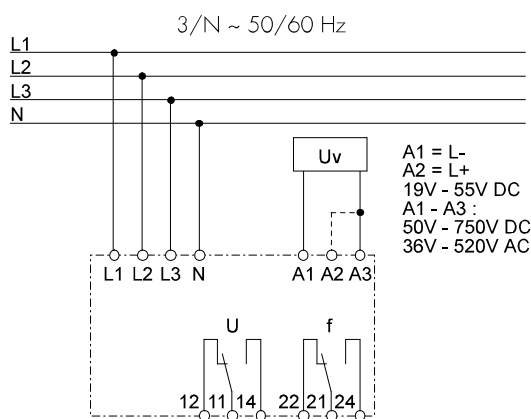 3/N ~ 50/60 Hz
L1
L2
L3
N
Uv
A1 = L-
A2 = L+
19V - 55V DC
A1 - A3 :
50V - 750V DC
36V - 520V AC
L1 L2 L3 N A1 A2 A3
U f
12 11 14 22 21 24